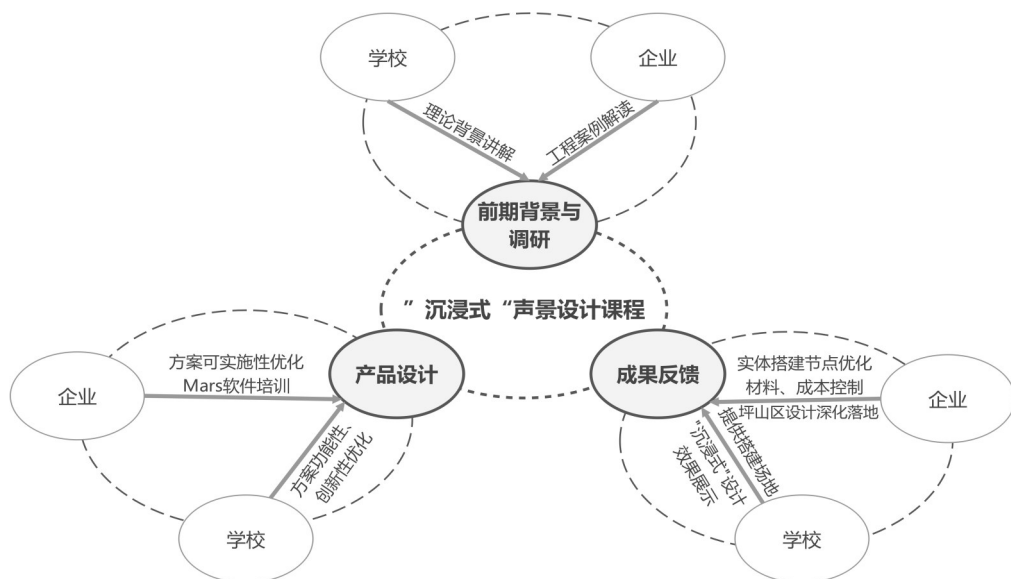 学校
企业
理论背景讲解
工程案例解读
前期背景与
调研
”沉浸式“声景设计课程
产品设计
成果反馈
企业
方案可实施性优化
Mars软件培训
方案功能性、
创新性优化
学校
实体搭建节点优化
材料、成本控制
坪山区设计深化落地
企业
提供搭建场地
"沉浸式"设计
效果展示
学校